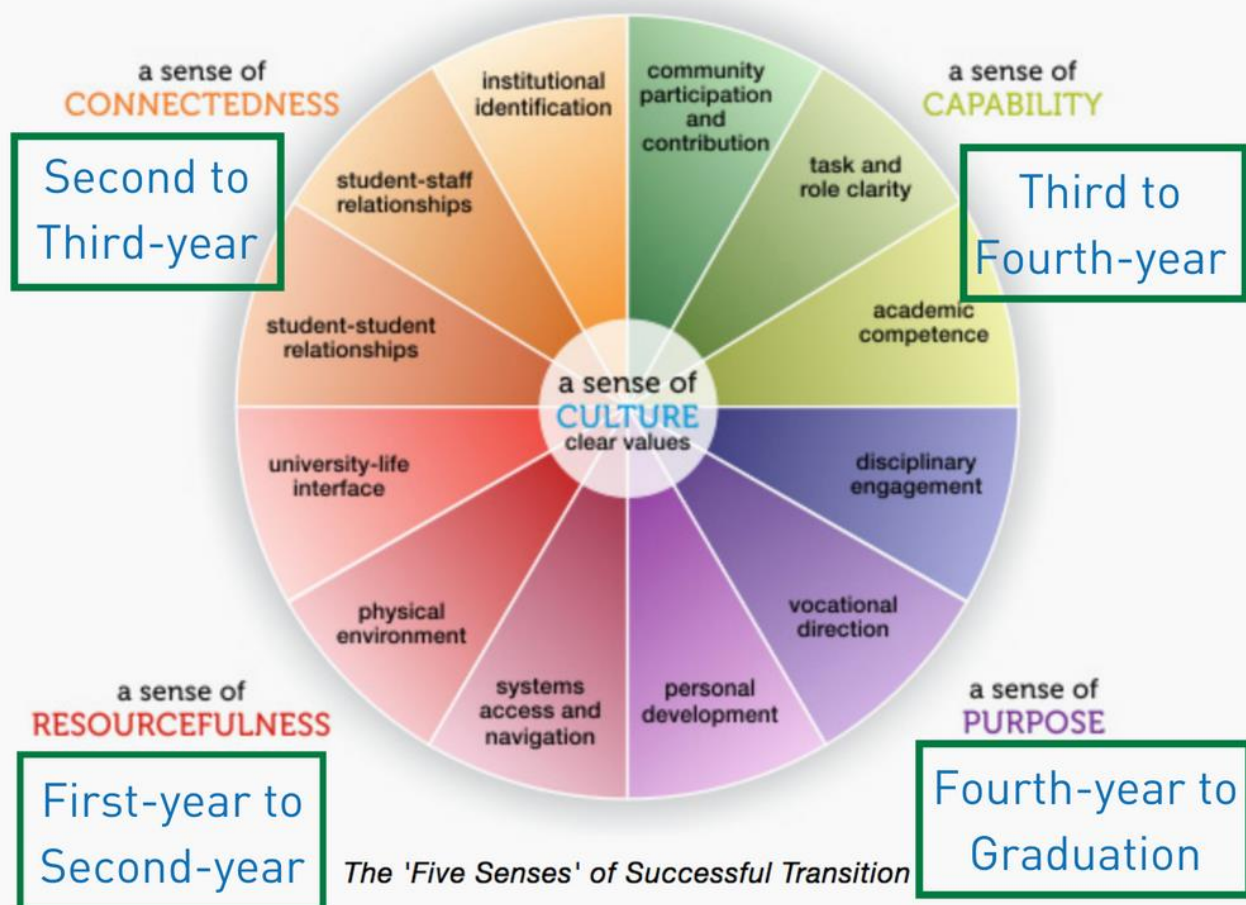 a sense of
CONNECTEDNESS
Second to
Third-year
institutional
identification
student-staff
relationships
student-student
relationships
community
participation
and
contribution
task and
role clarity
academic
competence
a sense of
CAPABILITY
Third to
Fourth-year
a sense of
CULTURE
clear values
university-life
interface
physical
environment
systems
access and
navigation
disciplinary
engagement
vocational
direction
personal
development
a sense of
RESOURCEFULNESS
First-year to
Second-year
a sense of
PURPOSE
Fourth-year to
Graduation
The 'Five Senses' of Successful Transition